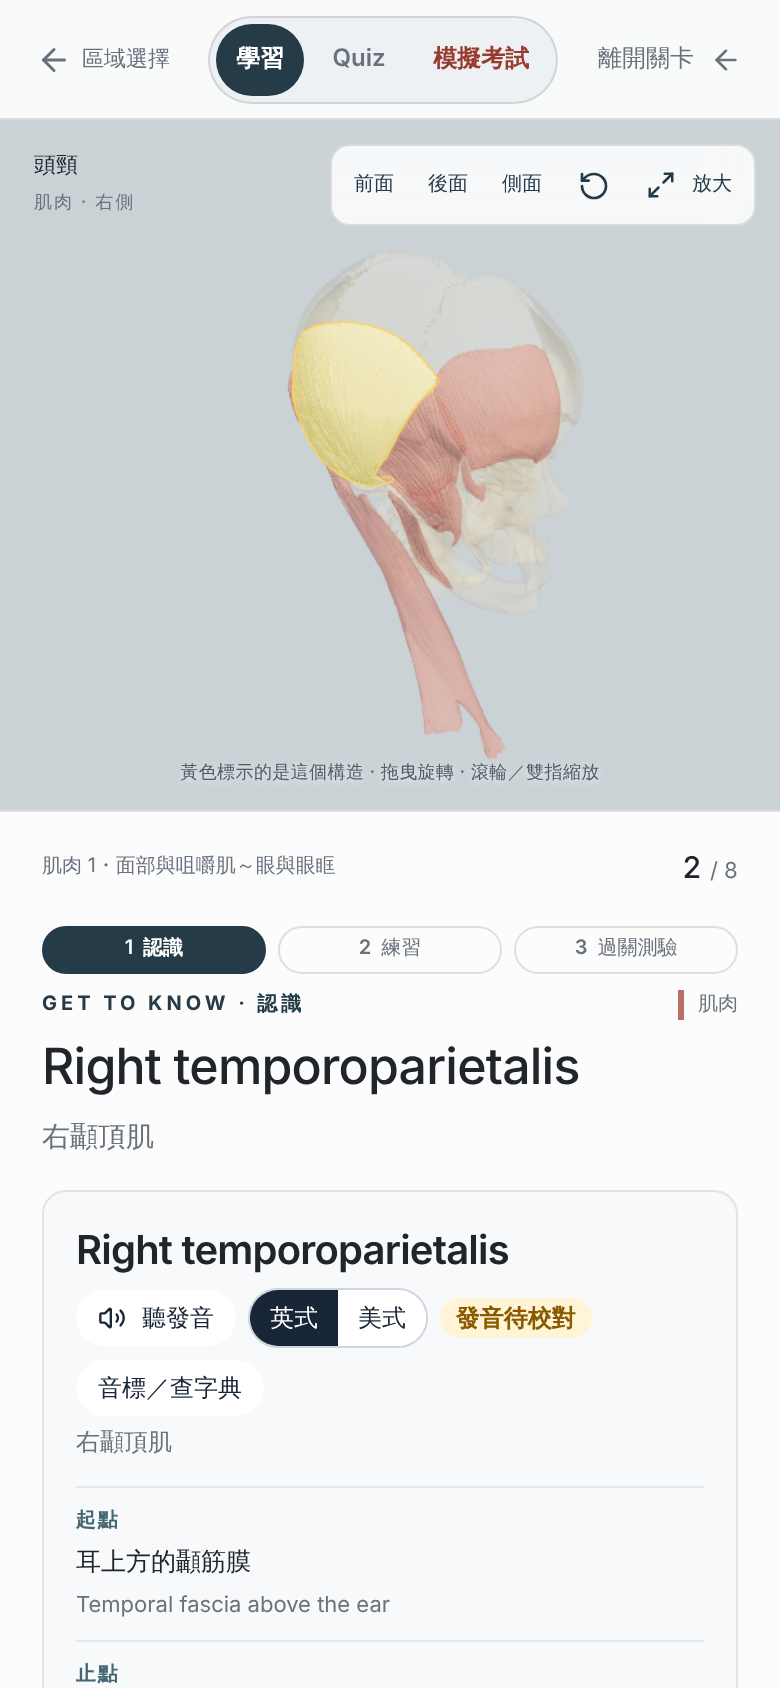 區域選擇
學習
Quiz
模擬考試
離開關卡
頭頸
肌肉 · 右側
前面
後面
側面
放大
黃色標示的是這個構造 · 拖曳旋轉 · 滾輪／雙指縮放
肌肉 1 · 面部與咀嚼肌～眼與眼眶
2 / 8
1 認識
2 練習
3 過關測驗
GET TO KNOW · 認識
肌肉
Right temporoparietalis
右顳頂肌
Right temporoparietalis
聽發音
英式
美式
發音待校對
音標／查字典
右顳頂肌
起點
耳上方的顳筋膜
Temporal fascia above the ear
止點